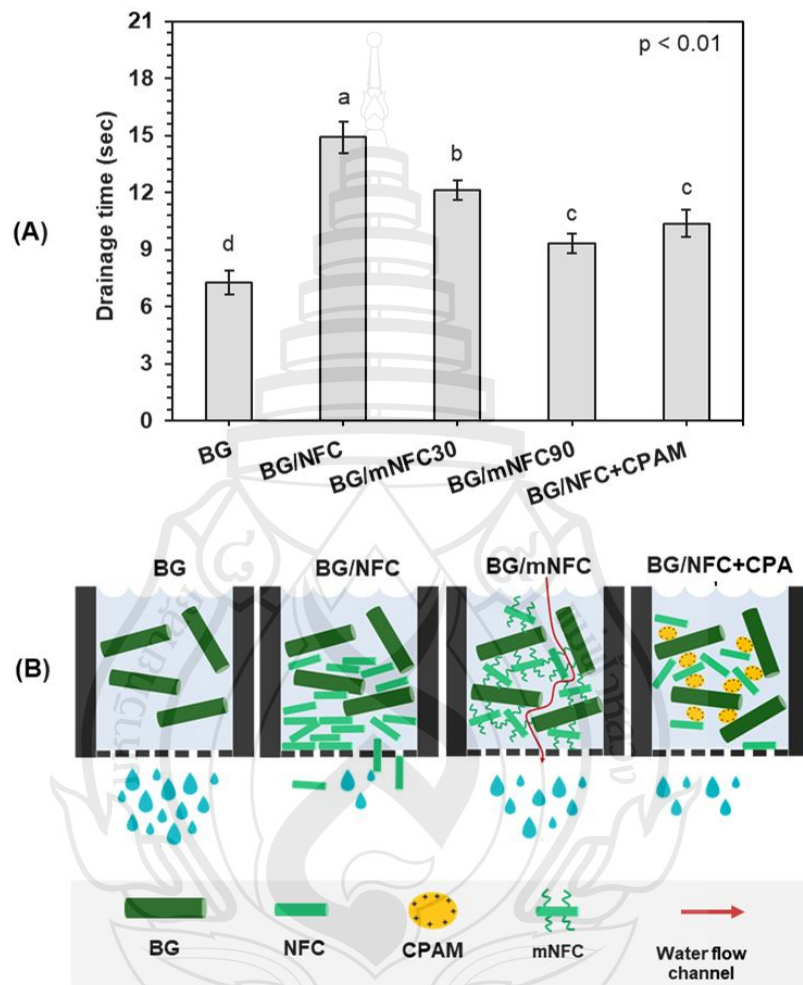 21
p < 0.01
18
a
15
b
12
c
c
9
d
6
3
0
Drainage time (sec)
(A)
BG
BG/NFC
BG/mNFC30
BG/mNFC90
BG/NFC+CPAM
BG
BG/NFC
BG/mNFC
BG/NFC+CPA
(B)
BG
NFC
CPAM
mNFC
Water flow
channel